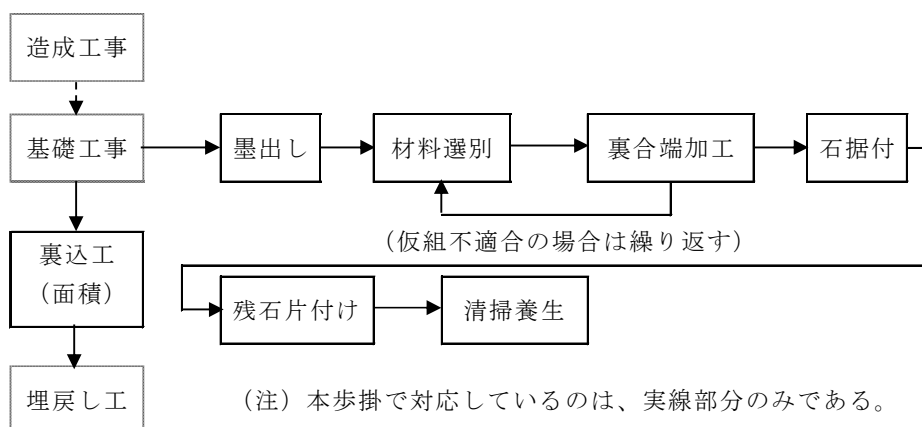 造成工事
基礎工事
墨出し
材料選別
裏合端加工
石据付
（仮組不適合の場合は繰り返す）
裏込工
（面積）
残石片付け
清掃養生
埋戻し工
（注）本歩掛で対応しているのは、実線部分のみである。